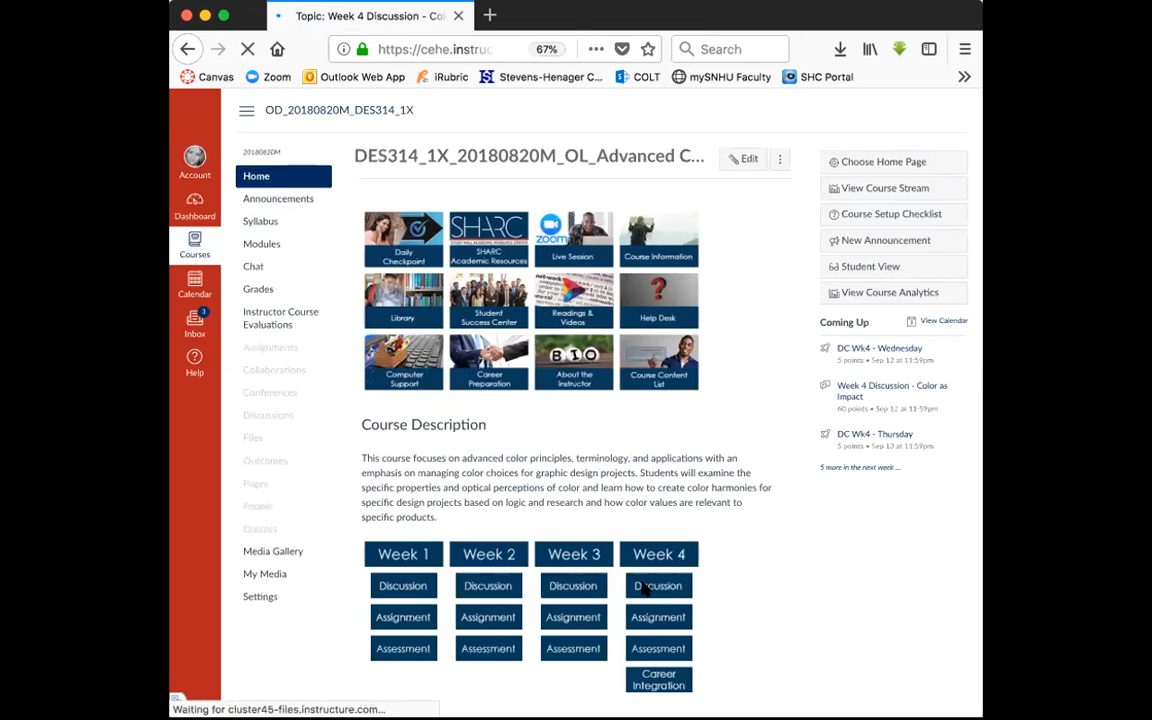 Topic: Week 4 Discussion - Co
https://cehe.instruc
67%
Search
Canvas
Zoom
Outlook Web App
iRubric
Stevens-Henager C...
COLT
mySNHU Faculty
SHC Portal
OD_20180820M_DES314_1X
Account
Dashboard
Courses
Calendar
3
Inbox
Help
20180820M
Home
Announcements
Syllabus
Modules
Chat
Grades
Instructor Course
Evaluations
Assignments
Collaborations
Conferences
Discussions
Files
Outcomes
Pages
People
Quizzes
Media Gallery
My Media
Settings
DES314_1X_20180820M_OL_Advanced C...
Edit
Daily
Checkpoint
SHARC
SHARC
Academic Resources
zoom
Live Session
Course Information
Library
Student
Success Center
Readings &
Videos
Help Desk
Computer
Support
Career
Preparation
BIO
About the
Instructor
Course Content
List
Course Description
This course focuses on advanced color principles, terminology, and applications with an
emphasis on managing color choices for graphic design projects. Students will examine the
specific properties and optical perceptions of color and learn how to create color harmonies for
specific design projects based on logic and research and how color values are relevant to
specific products.
Week 1
Week 2
Week 3
Week 4
Discussion
Discussion
Discussion
Discussion
Assignment
Assignment
Assignment
Assignment
Assessment
Assessment
Assessment
Assessment
Career
Integration
Choose Home Page
View Course Stream
Course Setup Checklist
New Announcement
Student View
View Course Analytics
Coming Up
View Calendar
DC Wk4 - Wednesday
5 points • Sep 12 at 11:59pm
Week 4 Discussion - Color as
Impact
60 points • Sep 12 at 11:59pm
DC Wk4 - Thursday
5 points • Sep 13 at 11:59pm
5 more in the next week ...
Waiting for cluster45-files.instructure.com...